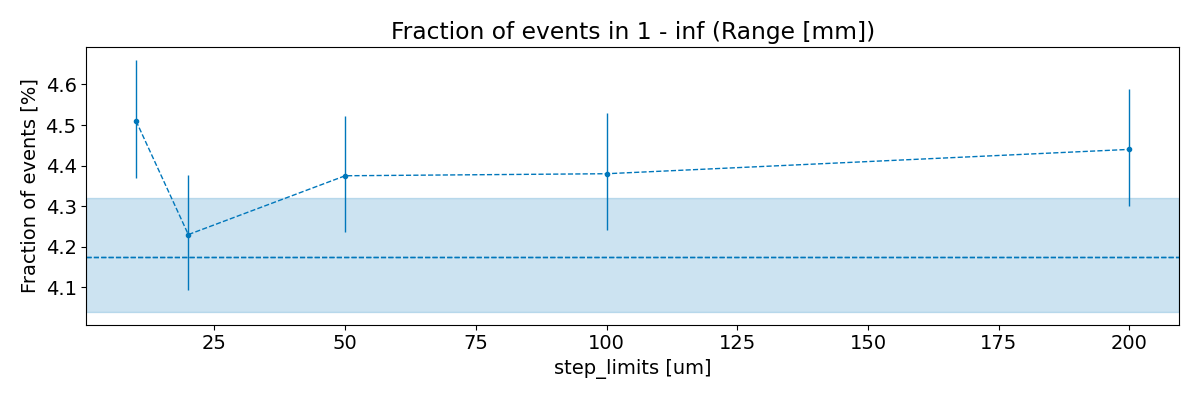 Fraction of events in 1 - inf (Range [mm])
Fraction of events [%]
4.6
4.5
4.4
4.3
4.2
4.1
25 50 75 100 125 150 175 200
step_limits [um]